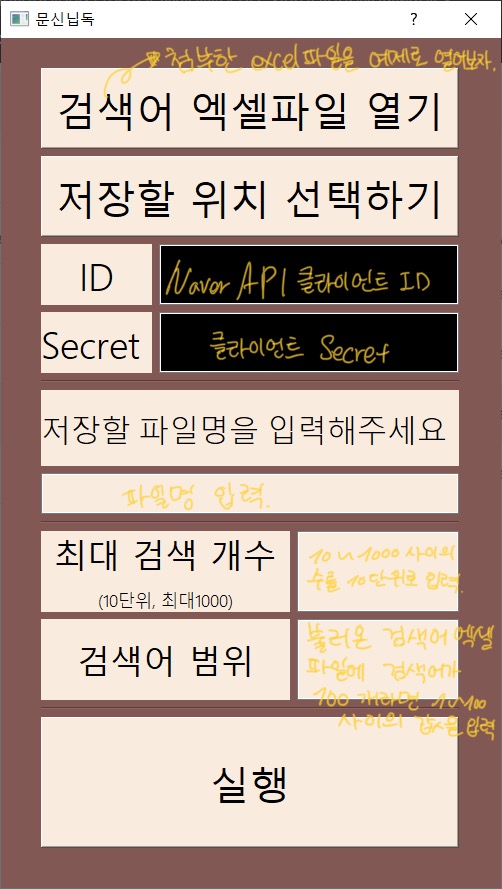 문신닙독
? ×
첨부한 excel파일을 예제로 열어보자.
검색어 엑셀파일 열기
저장할 위치 선택하기
ID
Naver API 클라이언트 ID
Secret
클라이언트 Secret
저장할 파일명을 입력해주세요
파일명 입력.
최대 검색 개수
(10단위, 최대1000)
10~1000 사이의
수를 10단위로 입력.
검색어 범위
불러온 검색어 엑셀
파일에 검색어가
100개라면 1~100
사이의 값을 입력
실행